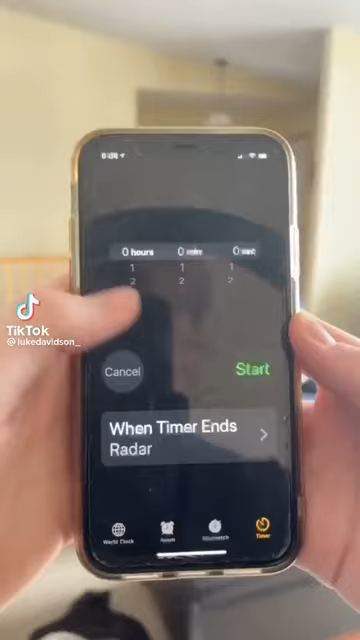 0 hours 0 min 0 sec
1 1 1
2 2 2
TikTok
@lukedavidson_
Cancel
Start
When Timer Ends
Radar
World Clock
Timer